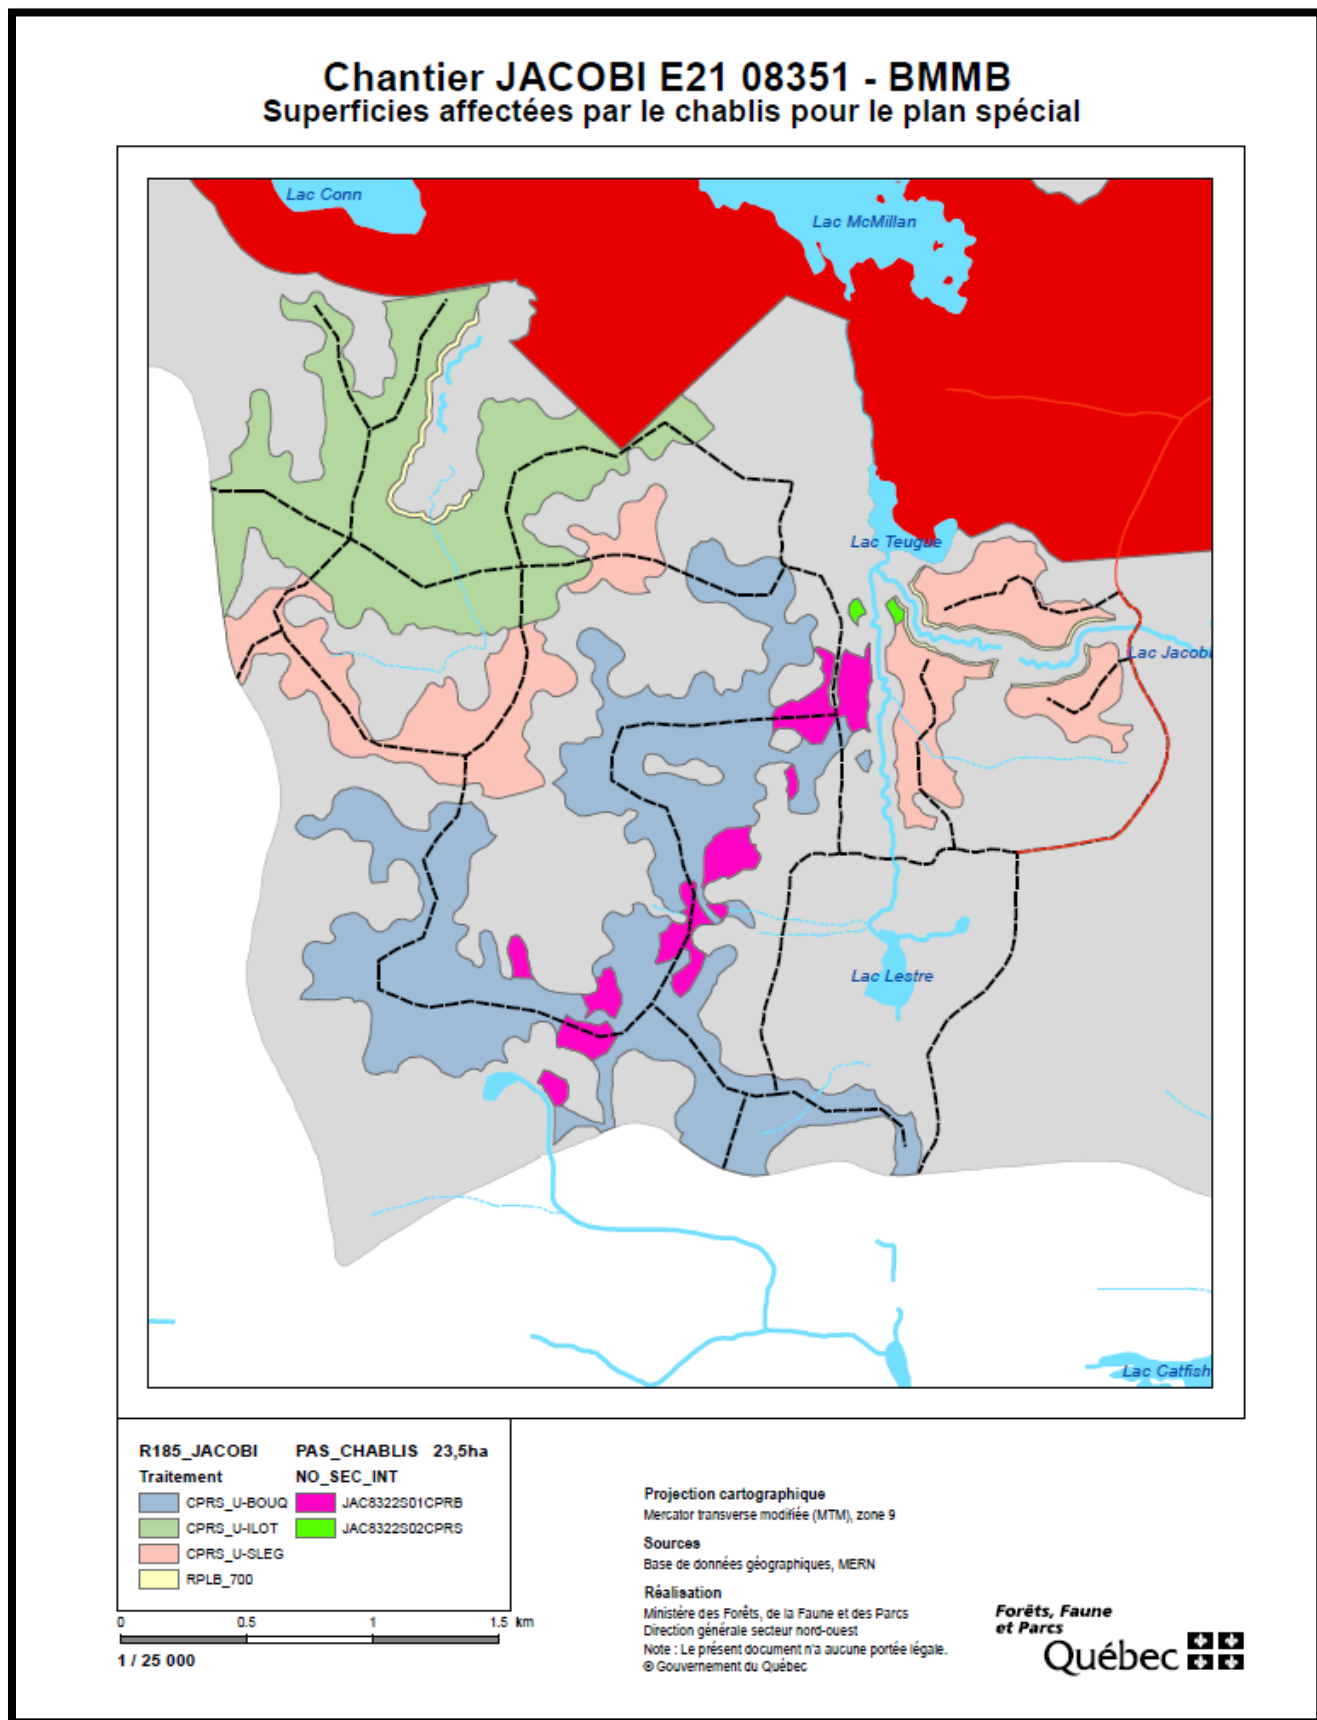 Chantier JACOBI E21 08351 - BMMB
Superficies affectées par le chablis pour le plan spécial
Lac Conn
Lac McMillan
Lac Teugue
Lac Jacobi
Lac Lestre
Lac Catfish
R185_JACOBI PAS_CHABLIS 23,5ha
Traitement NO_SEC_INT
CPRS_U-BOUQ JAC8322S01CPRB
CPRS_U-ILOT JAC8322S02CPRS
CPRS_U-SLEG
RPLB_700
0 0.5 1 1.5 km
1 / 25 000
Projection cartographique
Mercator transverse modifiée (MTM), zone 9
Sources
Base de données géographiques, MERN
Réalisation
Ministère des Forêts, de la Faune et des Parcs
Direction générale secteur nord-ouest
Note : Le présent document n'a aucune portée légale.
© Gouvernement du Québec
Forêts, Faune
et Parcs
Québec